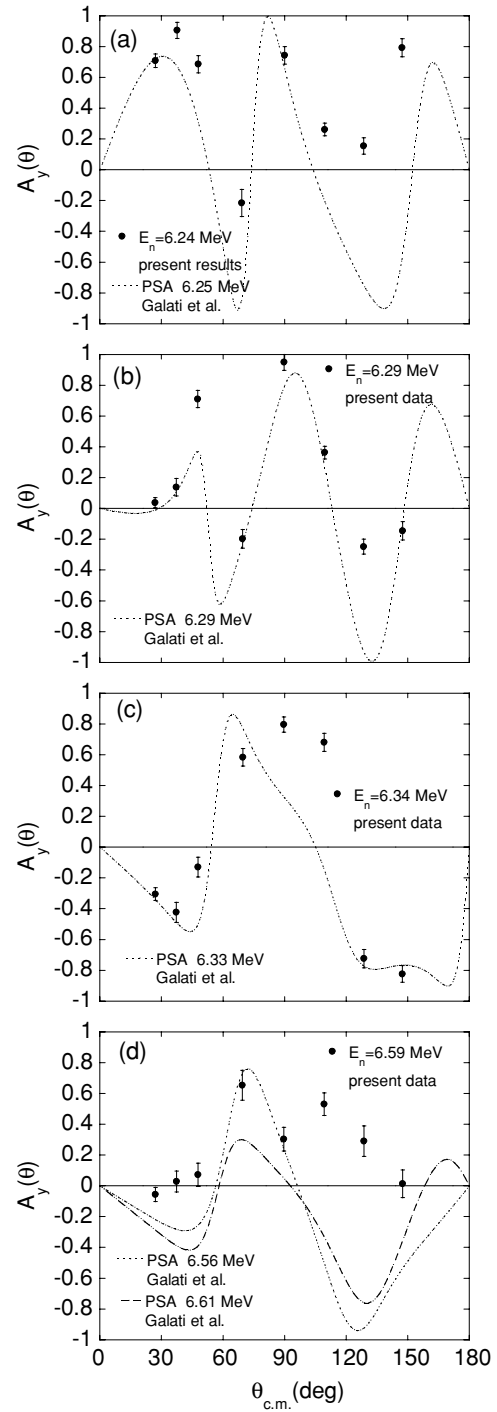 (a)
1
0.8
0.6
0.4
0.2
0
-0.2
-0.4
-0.6
-0.8
-1
A_y(θ)
E_n=6.24 MeV
present results
PSA 6.25 MeV
Galati et al.
(b)
1
0.8
0.6
0.4
0.2
0
-0.2
-0.4
-0.6
-0.8
-1
A_y(θ)
E_n=6.29 MeV
present data
PSA 6.29 MeV
Galati et al.
(c)
1
0.8
0.6
0.4
0.2
0
-0.2
-0.4
-0.6
-0.8
-1
A_y(θ)
E_n=6.34 MeV
present data
PSA 6.33 MeV
Galati et al.
(d)
1
0.8
0.6
0.4
0.2
0
-0.2
-0.4
-0.6
-0.8
-1
A_y(θ)
E_n=6.59 MeV
present data
PSA 6.56 MeV
Galati et al.
PSA 6.61 MeV
Galati et al.
0 30 60 90 120 150 180
θ_c.m.(deg)